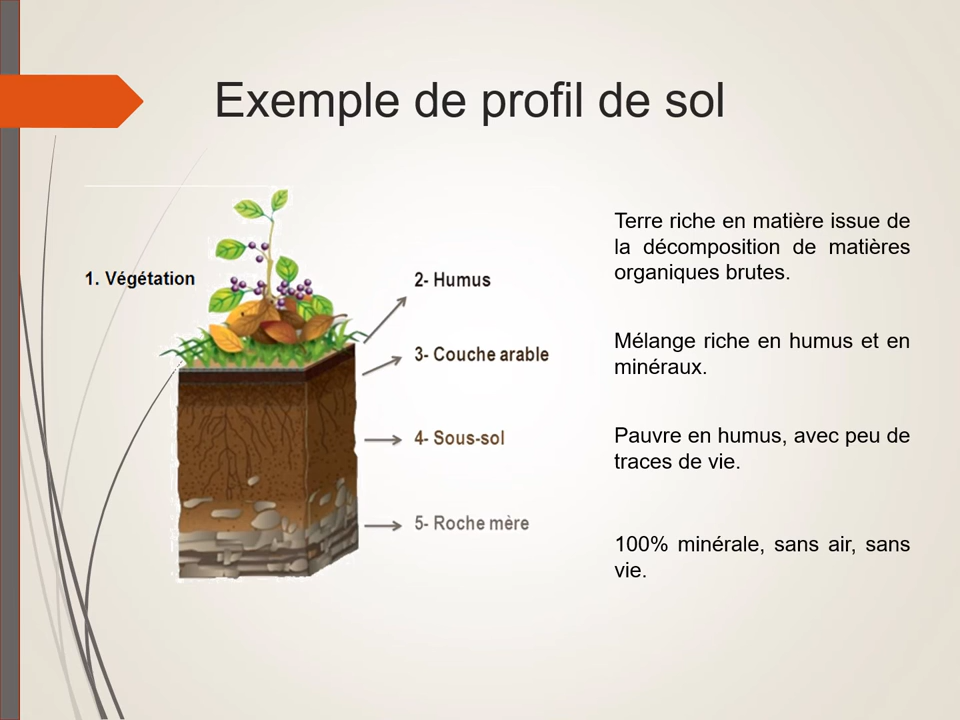 Exemple de profil de sol
1. Végétation
2- Humus
Terre riche en matière issue de
la décomposition de matières
organiques brutes.
3- Couche arable
Mélange riche en humus et en
minéraux.
4- Sous-sol
Pauvre en humus, avec peu de
traces de vie.
5- Roche mère
100% minérale, sans air, sans
vie.